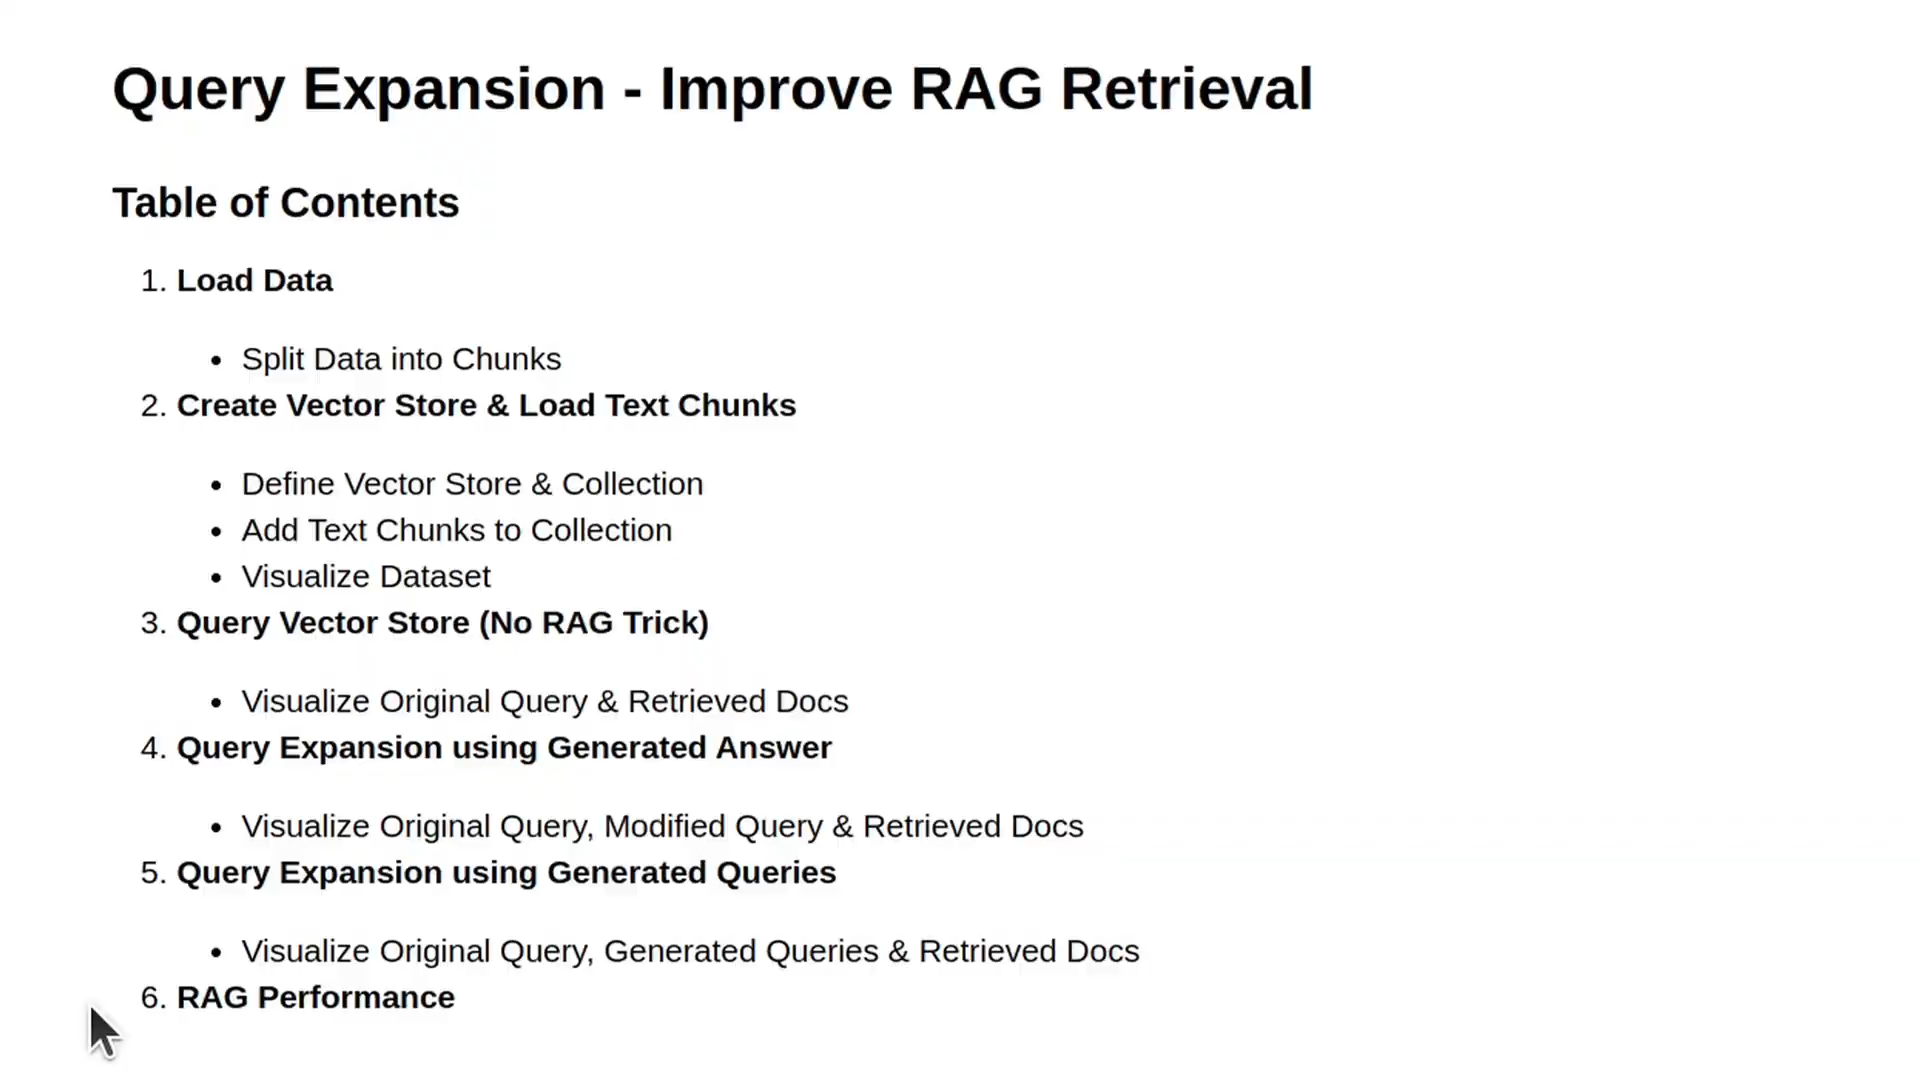 Query Expansion - Improve RAG Retrieval
Table of Contents
1. Load Data
• Split Data into Chunks
2. Create Vector Store & Load Text Chunks
• Define Vector Store & Collection
• Add Text Chunks to Collection
• Visualize Dataset
3. Query Vector Store (No RAG Trick)
• Visualize Original Query & Retrieved Docs
4. Query Expansion using Generated Answer
• Visualize Original Query, Modified Query & Retrieved Docs
5. Query Expansion using Generated Queries
• Visualize Original Query, Generated Queries & Retrieved Docs
6. RAG Performance